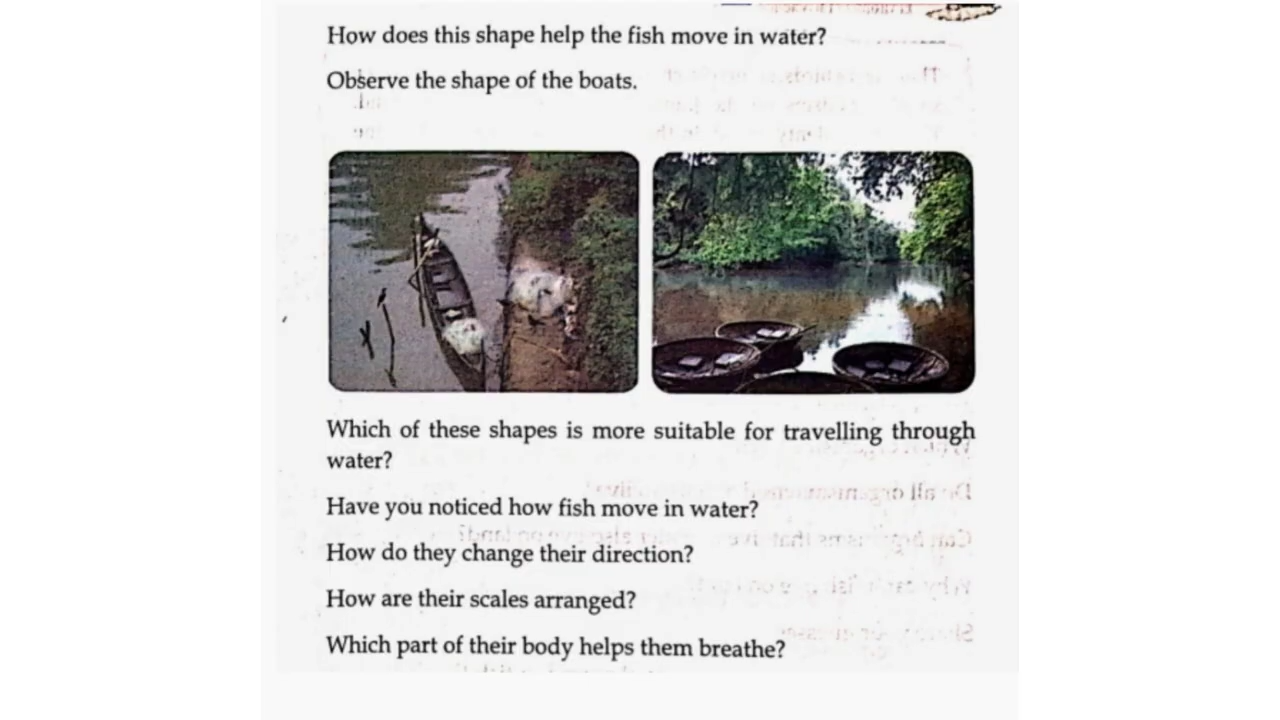 How does this shape help the fish move in water?
Observe the shape of the boats.
Which of these shapes is more suitable for travelling through
water?
Have you noticed how fish move in water?
How do they change their direction?
How are their scales arranged?
Which part of their body helps them breathe?